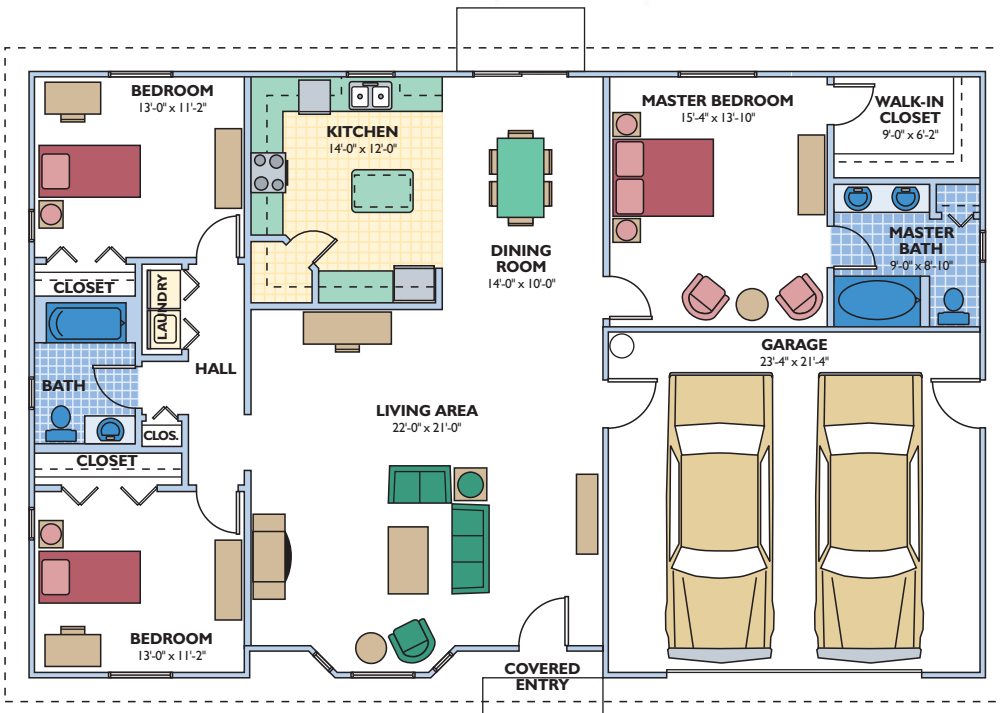 BEDROOM
13'-0" x 11'-2"
KITCHEN
14'-0" x 12'-0"
MASTER BEDROOM
15'-4" x 13'-10"
WALK-IN
CLOSET
9'-0" x 6'-2"
DINING
ROOM
14'-0" x 10'-0"
MASTER
BATH
9'-0" x 8'-10"
CLOSET
LAUNDRY
HALL
BATH
GARAGE
23'-4" x 21'-4"
LIVING AREA
22'-0" x 21'-0"
CLOS.
CLOSET
BEDROOM
13'-0" x 11'-2"
COVERED
ENTRY